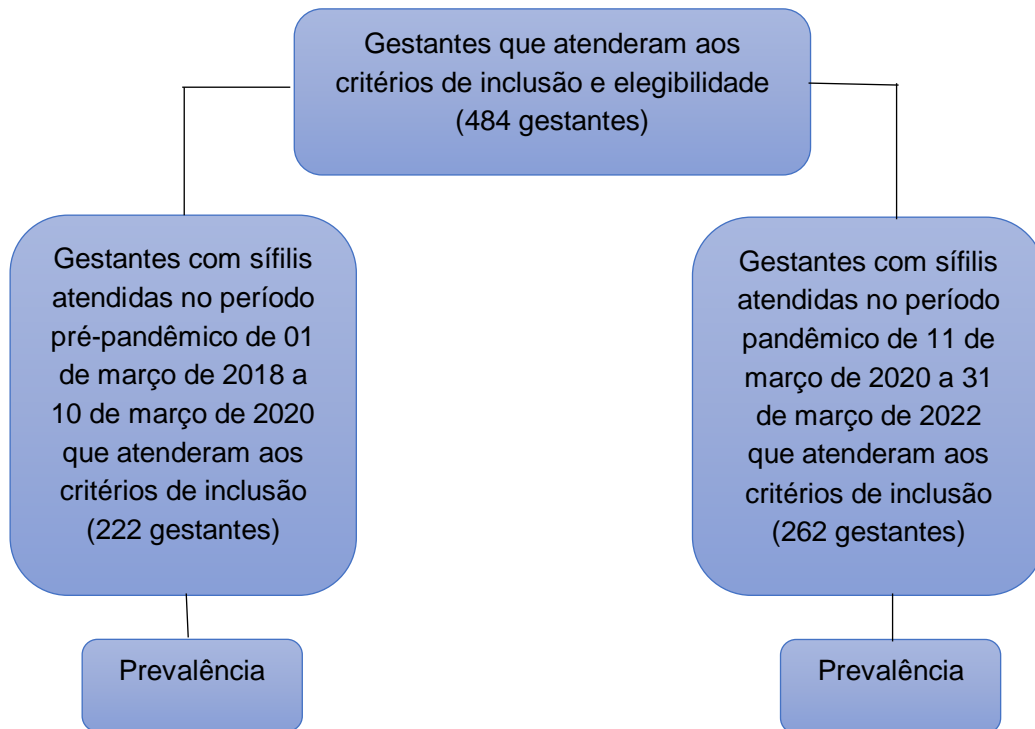 Gestantes que atenderam aos
critérios de inclusão e elegibilidade
(484 gestantes)
Gestantes com sífilis
atendidas no período
pré-pandêmico de 01
de março de 2018 a
10 de março de 2020
que atenderam aos
critérios de inclusão
(222 gestantes)
Gestantes com sífilis
atendidas no período
pandêmico de 11 de
março de 2020 a 31
de março de 2022
que atenderam aos
critérios de inclusão
(262 gestantes)
Prevalência
Prevalência